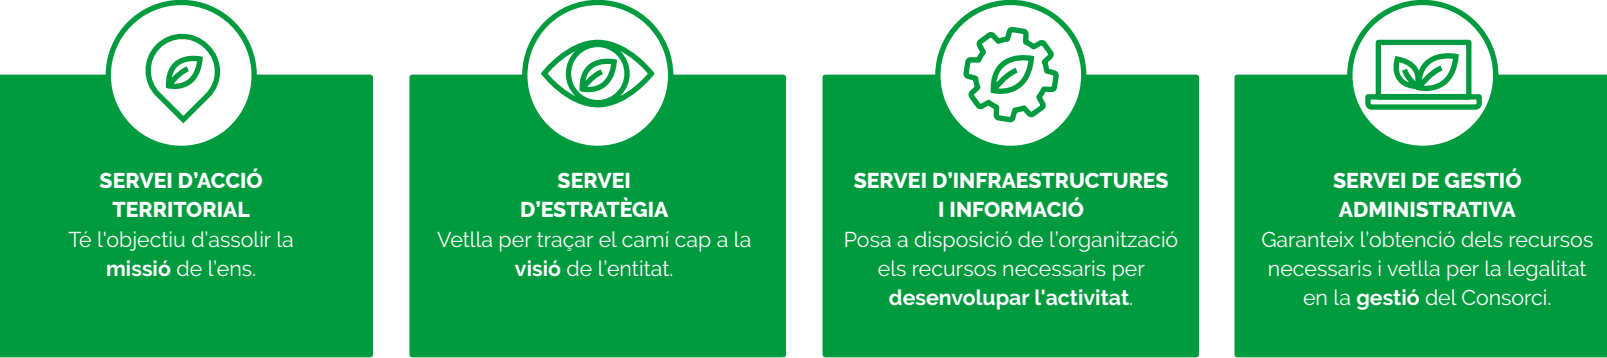 SERVEI D'ACCIÓ
TERRITORIAL
Té l'objectiu d'assolir la
missió de l'ens.
SERVEI
D'ESTRATÈGIA
Vetlla per traçar el camí cap a la
visió de l'entitat.
SERVEI D'INFRAESTRUCTURES
I INFORMACIÓ
Posa a disposició de l'organització
els recursos necessaris per
desenvolupar l'activitat.
SERVEI DE GESTIÓ
ADMINISTRATIVA
Garanteix l'obtenció dels recursos
necessaris i vetlla per la legalitat
en la gestió del Consorci.